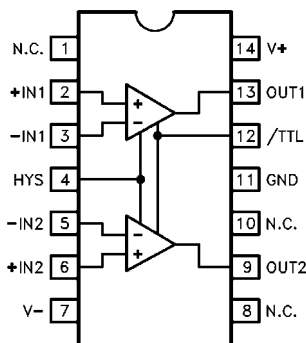 N.C. 1 14 V+
+IN1 2 + 13 OUT1
-IN1 3 - 12 /TTL
HYS 4 11 GND
-IN2 5 - 10 N.C.
+IN2 6 + 9 OUT2
V- 7 8 N.C.